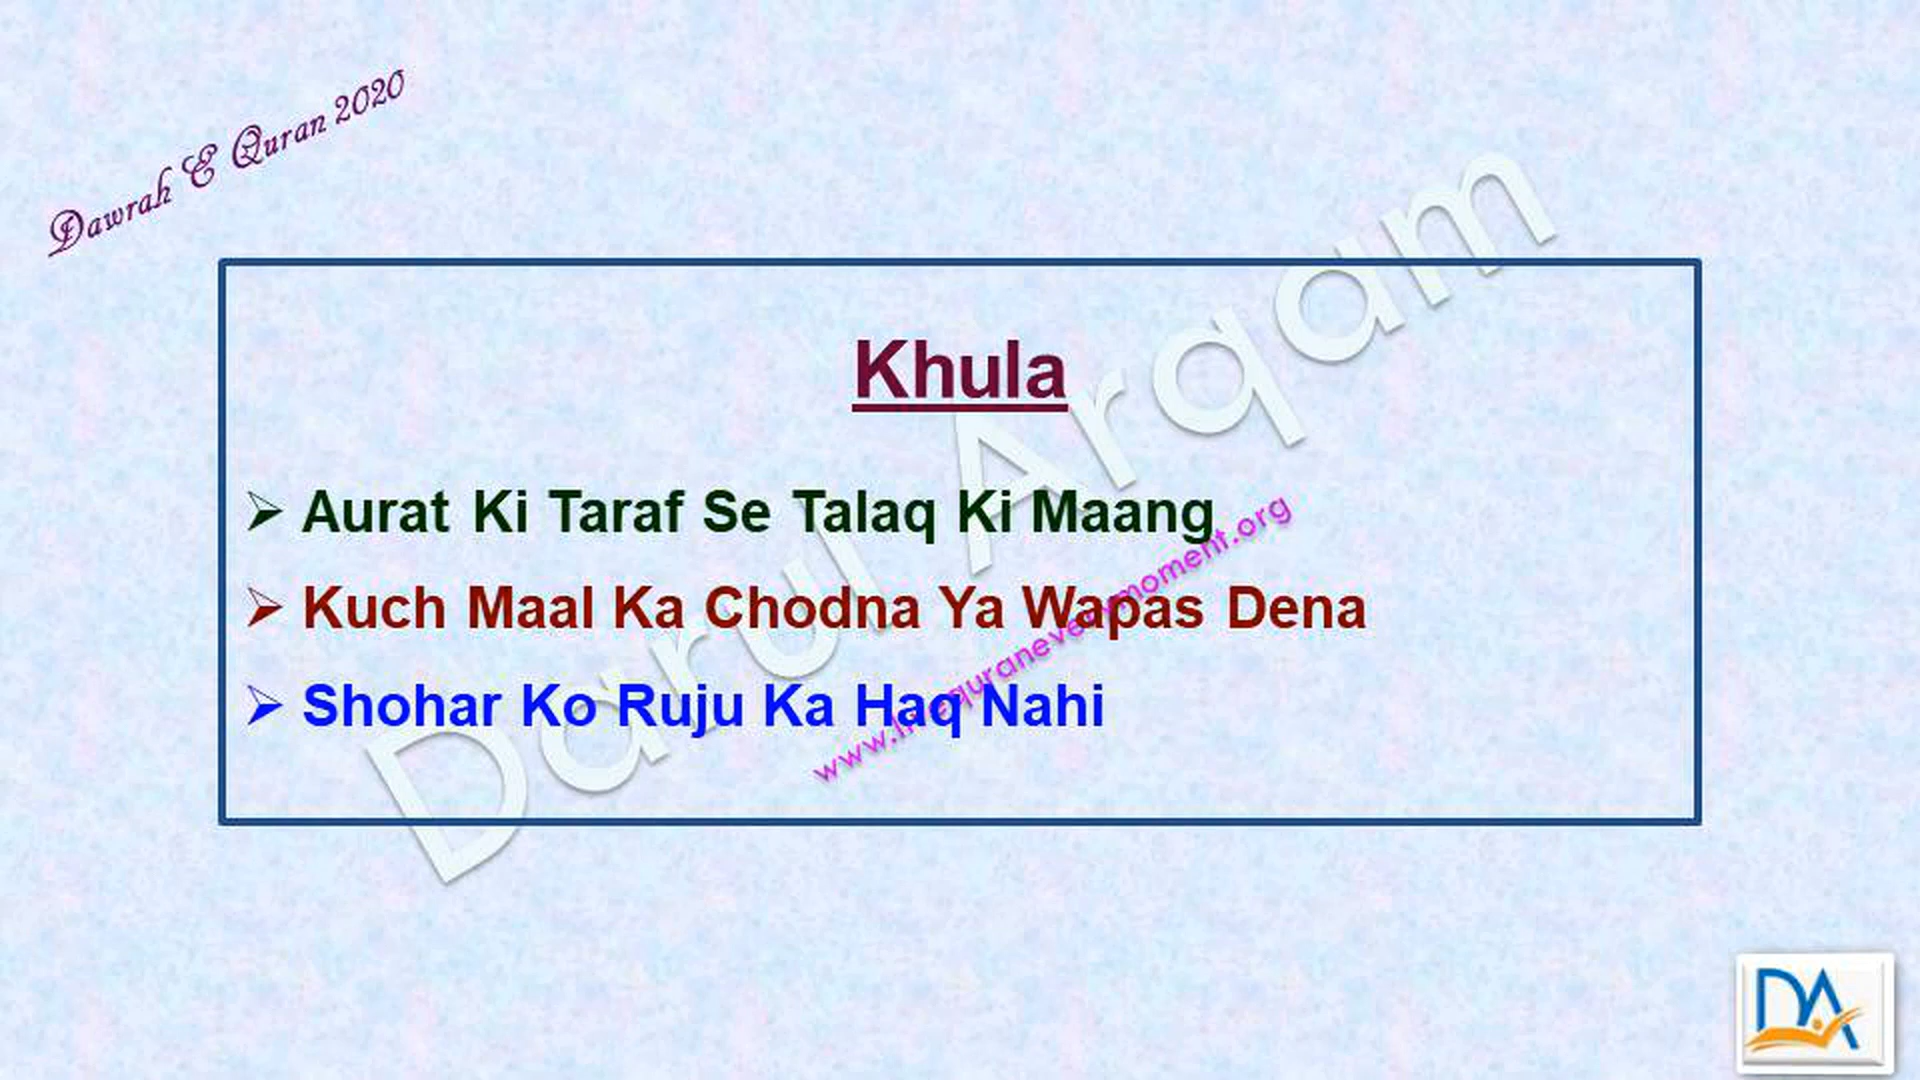 Dawrah E Quran 2020
Khula
Aurat Ki Taraf Se Talaq Ki Maang
Kuch Maal Ka Chodna Ya Wapas Dena
Shohar Ko Ruju Ka Haq Nahi
Darul Arqam
DA